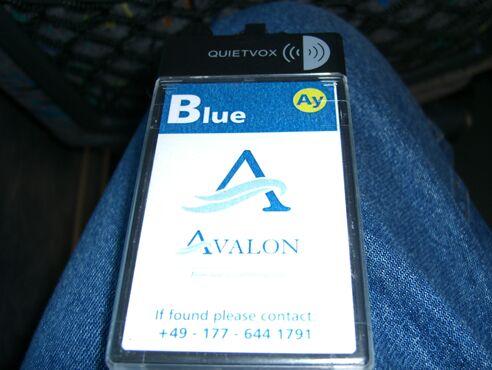 QUIETVOX
Blue
Ay
A
AVALON
If found please contact:
+49 - 177 - 644 1791